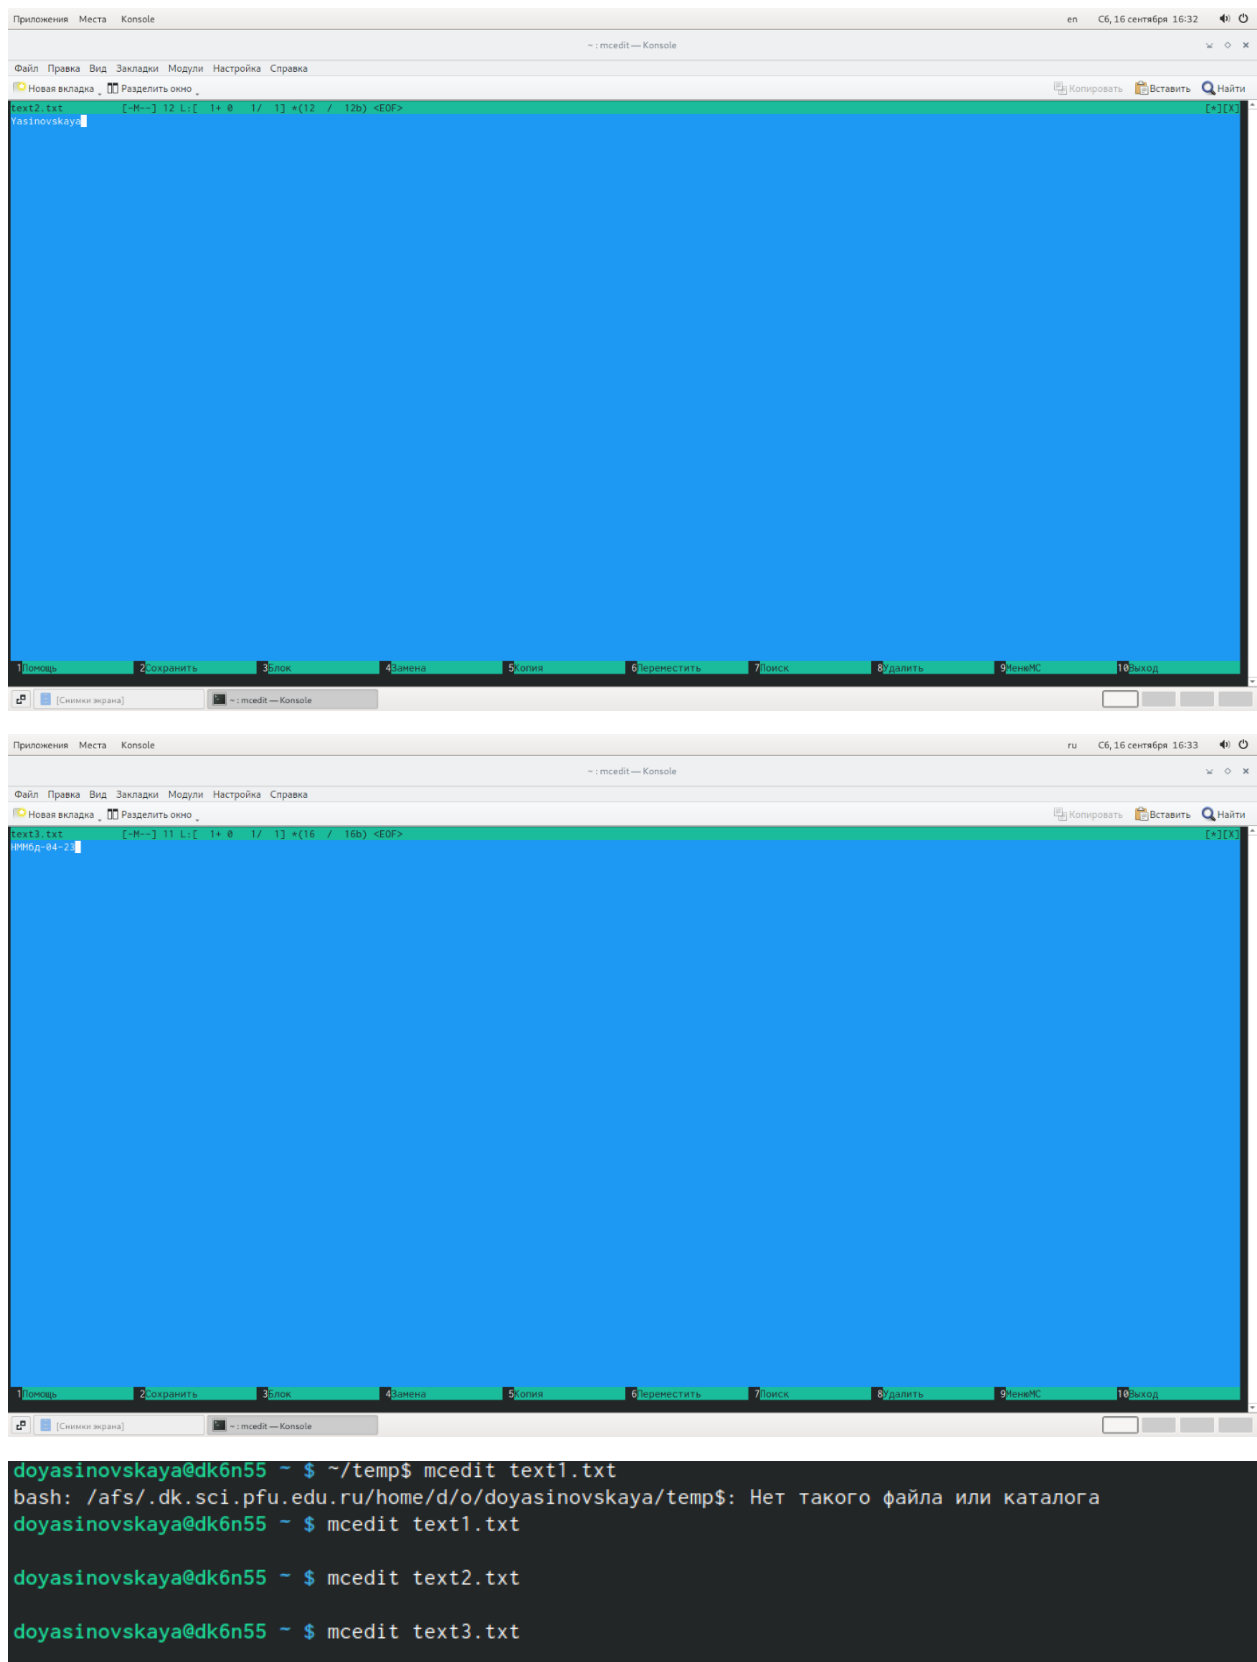 Приложения Места Konsole en Сб, 16 сентября 16:32
~ : mcedit — Konsole
Файл Правка Вид Закладки Модули Настройка Справка
Новая вкладка Разделить окно Копировать Вставить Найти
text2.txt [-M--] 12 L:[ 1+ 0 1/ 1] *(12 / 12b) <EOF> [*][X]
Yasinovskaya
1Помощь 2Сохранить 3Блок 4Замена 5Копия 6Переместить 7Поиск 8Удалить 9МенюMC 10Выход
[Снимки экрана] ~ : mcedit — Konsole
Приложения Места Konsole ru Сб, 16 сентября 16:33
~ : mcedit — Konsole
Файл Правка Вид Закладки Модули Настройка Справка
Новая вкладка Разделить окно Копировать Вставить Найти
text3.txt [-M--] 11 L:[ 1+ 0 1/ 1] *(16 / 16b) <EOF> [*][X]
НММбд-04-23
1Помощь 2Сохранить 3Блок 4Замена 5Копия 6Переместить 7Поиск 8Удалить 9МенюMC 10Выход
[Снимки экрана] ~ : mcedit — Konsole
doyasinovskaya@dk6n55 ~ $ ~/temp$ mcedit text1.txt
bash: /afs/.dk.sci.pfu.edu.ru/home/d/o/doyasinovskaya/temp$: Нет такого файла или каталога
doyasinovskaya@dk6n55 ~ $ mcedit text1.txt
doyasinovskaya@dk6n55 ~ $ mcedit text2.txt
doyasinovskaya@dk6n55 ~ $ mcedit text3.txt